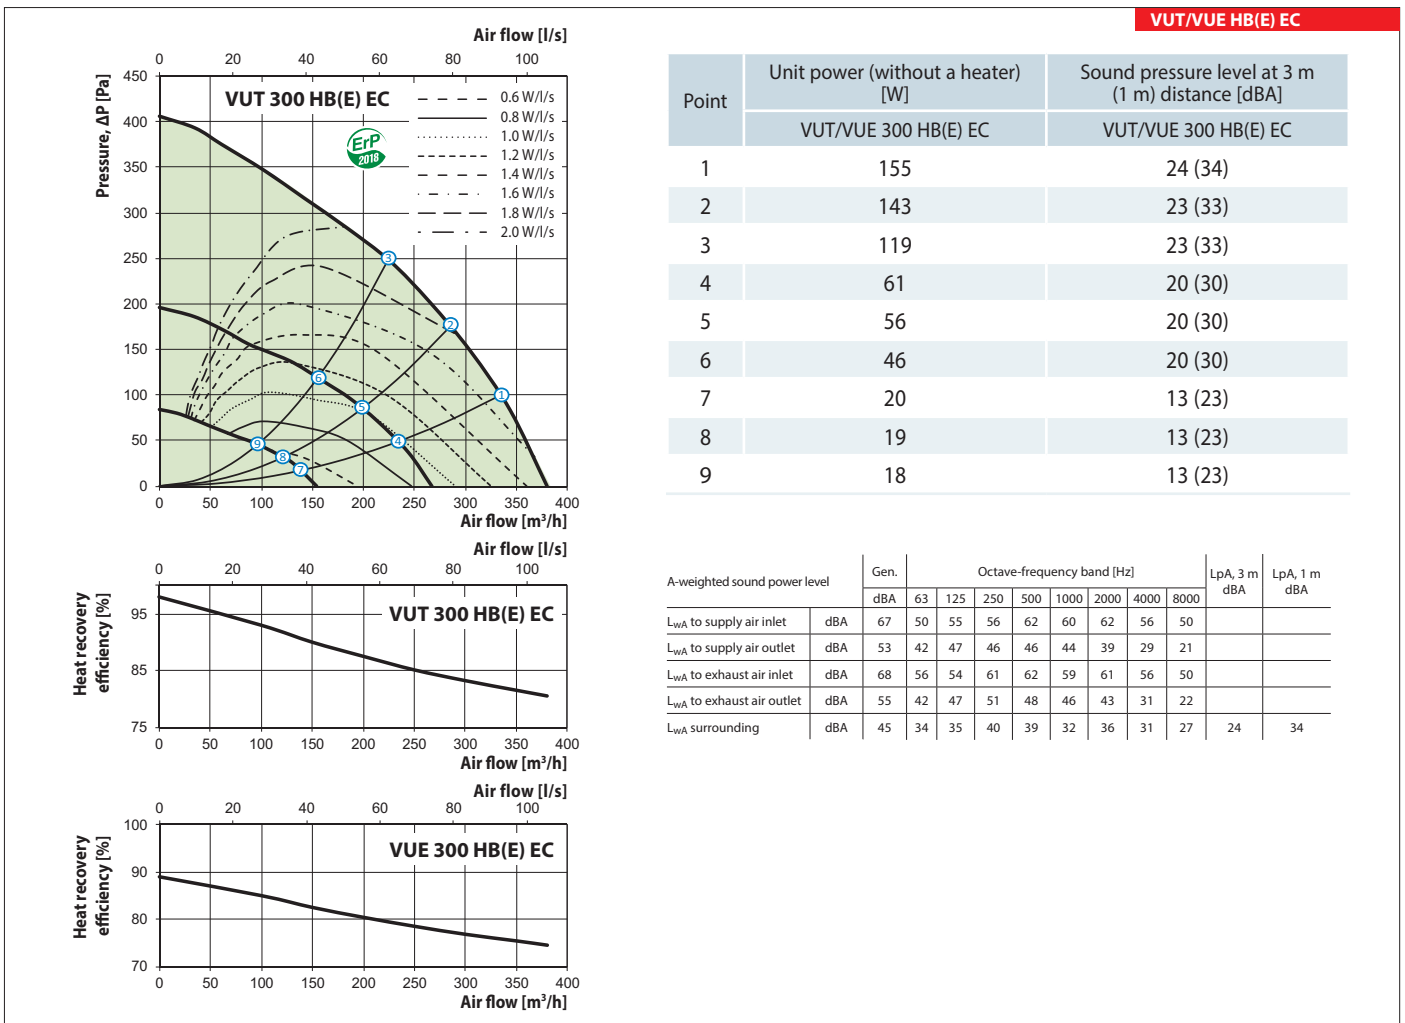 VUT/VUE HB(E) EC
Air flow [l/s]
0 20 40 60 80 100
Pressure, ΔP [Pa]
450
400
350
300
250
200
150
100
50
0
VUT 300 HB(E) EC
ErP
2018
0.6 W/l/s
0.8 W/l/s
1.0 W/l/s
1.2 W/l/s
1.4 W/l/s
1.6 W/l/s
1.8 W/l/s
2.0 W/l/s
3
2
1
6
5
4
9
8
7
0 50 100 150 200 250 300 350 400
Air flow [m³/h]
Air flow [l/s]
0 20 40 60 80 100
Heat recovery
efficiency [%]
95
85
75
VUT 300 HB(E) EC
0 50 100 150 200 250 300 350 400
Air flow [m³/h]
Air flow [l/s]
0 20 40 60 80 100
Heat recovery
efficiency [%]
100
90
80
70
VUE 300 HB(E) EC
0 50 100 150 200 250 300 350 400
Air flow [m³/h]
Point
Unit power (without a heater)
[W]
Sound pressure level at 3 m
(1 m) distance [dBA]
VUT/VUE 300 HB(E) EC VUT/VUE 300 HB(E) EC
1 155 24 (34)
2 143 23 (33)
3 119 23 (33)
4 61 20 (30)
5 56 20 (30)
6 46 20 (30)
7 20 13 (23)
8 19 13 (23)
9 18 13 (23)
A-weighted sound power level
Gen. Octave-frequency band [Hz]
LpA, 3 m
dBA
LpA, 1 m
dBA
dBA 63 125 250 500 1000 2000 4000 8000
LwA to supply air inlet dBA 67 50 55 56 62 60 62 56 50
LwA to supply air outlet dBA 53 42 47 46 46 44 39 29 21
LwA to exhaust air inlet dBA 68 56 54 61 62 59 61 56 50
LwA to exhaust air outlet dBA 55 42 47 51 48 46 43 31 22
LwA surrounding dBA 45 34 35 40 39 32 36 31 27 24 34